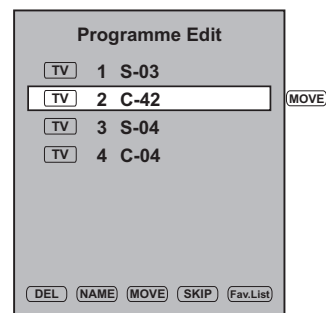 Programme Edit
TV 1 S-03
TV 2 C-42 MOVE
TV 3 S-04
TV 4 C-04
DEL NAME MOVE SKIP Fav.List